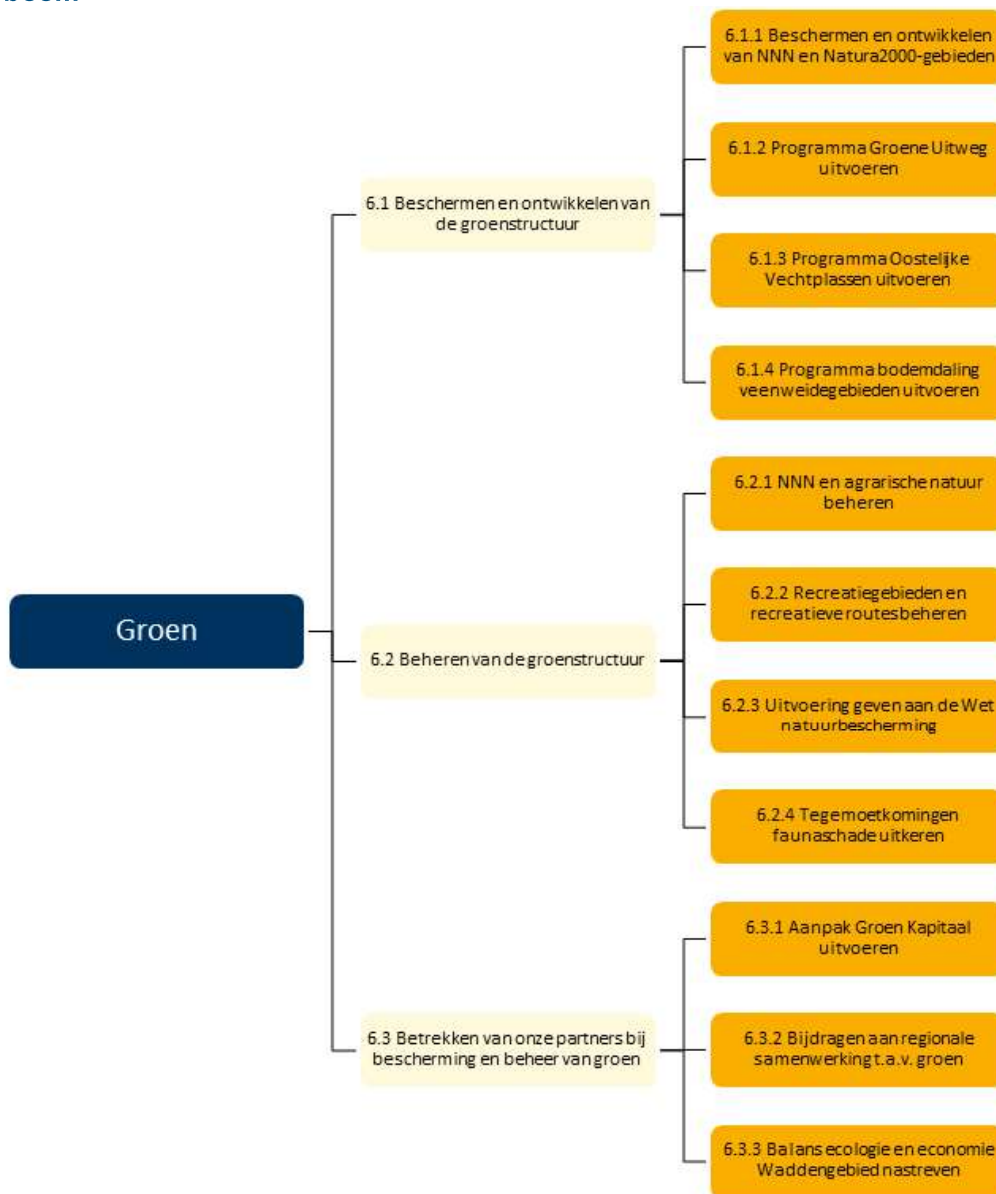 6.1.1 Beschermen en ontwikkelen
van NNN en Natura2000-gebieden
6.1.2 Programma Groene Uitweg
uitvoeren
6.1 Beschermen en ontwikkelen van
de groenstructuur
6.1.3 Programma Oostelijke
Vechtplassen uitvoeren
6.1.4 Programma bodemdaling
veenweidegebieden uitvoeren
6.2.1 NNN en agrarische natuur
beheren
6.2.2 Recreatiegebieden en
recreatieve routes beheren
Groen
6.2 Beheren van de groenstructuur
6.2.3 Uitvoering geven aan de Wet
natuurbescherming
6.2.4 Tegemoetkomingen
faunaschade uitkeren
6.3.1 Aanpak Groen Kapitaal
uitvoeren
6.3 Betrekken van onze partners bij
bescherming en beheer van groen
6.3.2 Bijdragen aan regionale
samenwerking t.a.v. groen
6.3.3 Balans ecologie en economie
Waddengebied nastreven